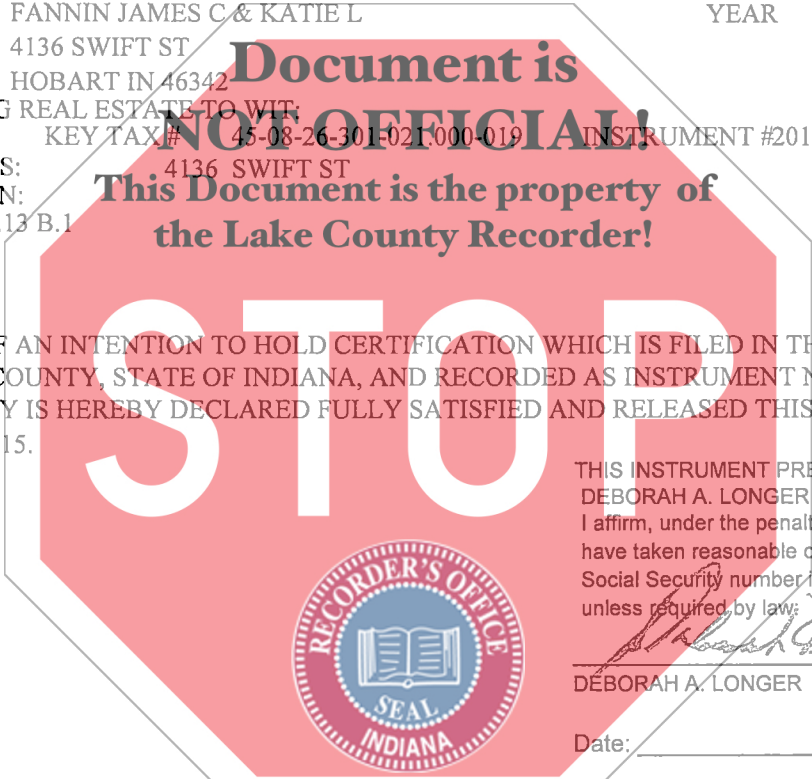 FANNIN JAMES C & KATIE L YEAR
4136 SWIFT ST
HOBART IN 46342
Document is
G REAL ESTATE TO WIT:
NOT OFFICIAL!
KEY TAX # 45-08-26-301-021.000-019 INSTRUMENT #201
S: 4136 SWIFT ST
N:
This Document is the property of
113 B.1
the Lake County Recorder!
STOP
F AN INTENTION TO HOLD CERTIFICATION WHICH IS FILED IN TH
COUNTY, STATE OF INDIANA, AND RECORDED AS INSTRUMENT N
Y IS HEREBY DECLARED FULLY SATISFIED AND RELEASED THIS
15.
THIS INSTRUMENT PRE
DEBORAH A. LONGER
I affirm, under the penalt
have taken reasonable c
Social Security number i
unless required by law.
DEBORAH A. LONGER
Date:
RECORDER'S OFFICE
SEAL
INDIANA